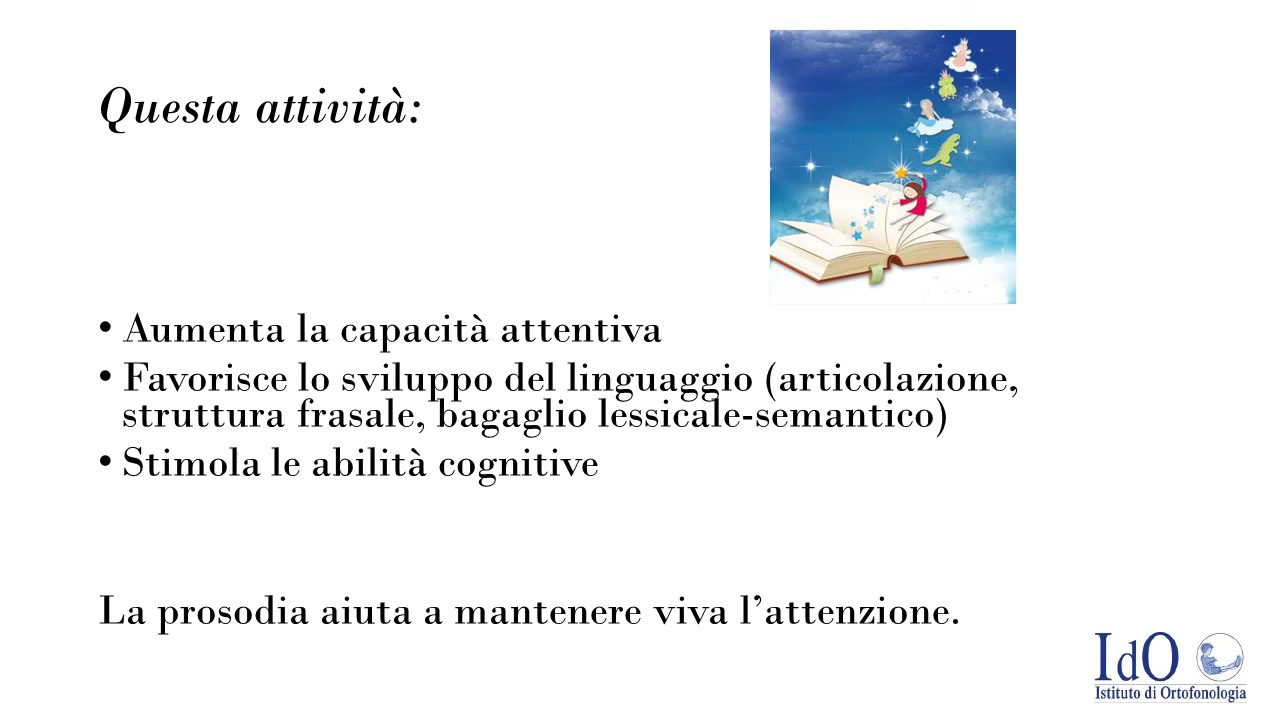 Questa attività:
• Aumenta la capacità attentiva
• Favorisce lo sviluppo del linguaggio (articolazione,
struttura frasale, bagaglio lessicale-semantico)
• Stimola le abilità cognitive
La prosodia aiuta a mantenere viva l’attenzione.
IdO
Istituto di Ortofonologia